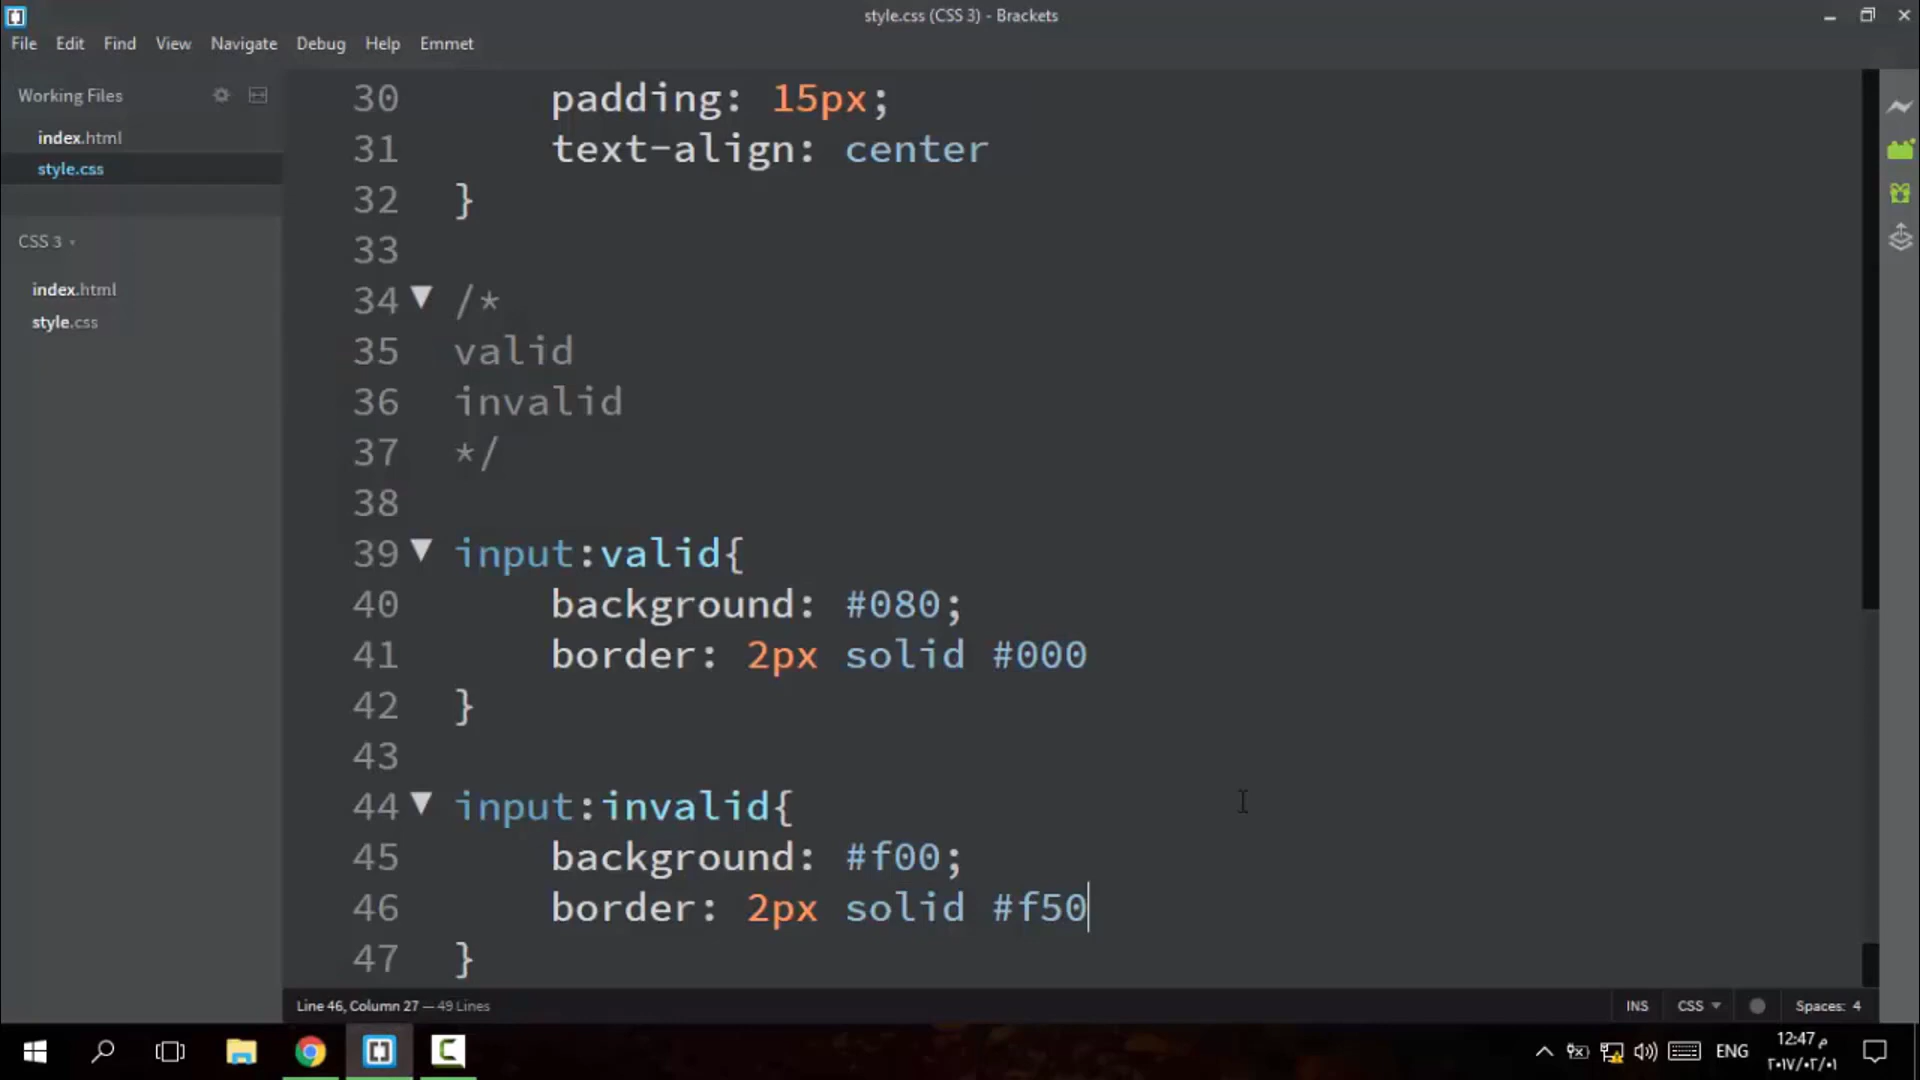 style.css (CSS 3) - Brackets
File Edit Find View Navigate Debug Help Emmet
Working Files
index.html
style.css
CSS 3
index.html
style.css
30 padding: 15px;
31 text-align: center
32 }
33
34 /*
35 valid
36 invalid
37 */
38
39 input:valid{
40 background: #080;
41 border: 2px solid #000
42 }
43
44 input:invalid{
45 background: #f00;
46 border: 2px solid #f50
47 }
Line 46, Column 27 — 49 Lines
INS CSS Spaces: 4
ENG
12:47 م
٢٠١٧/٠٢/٠١